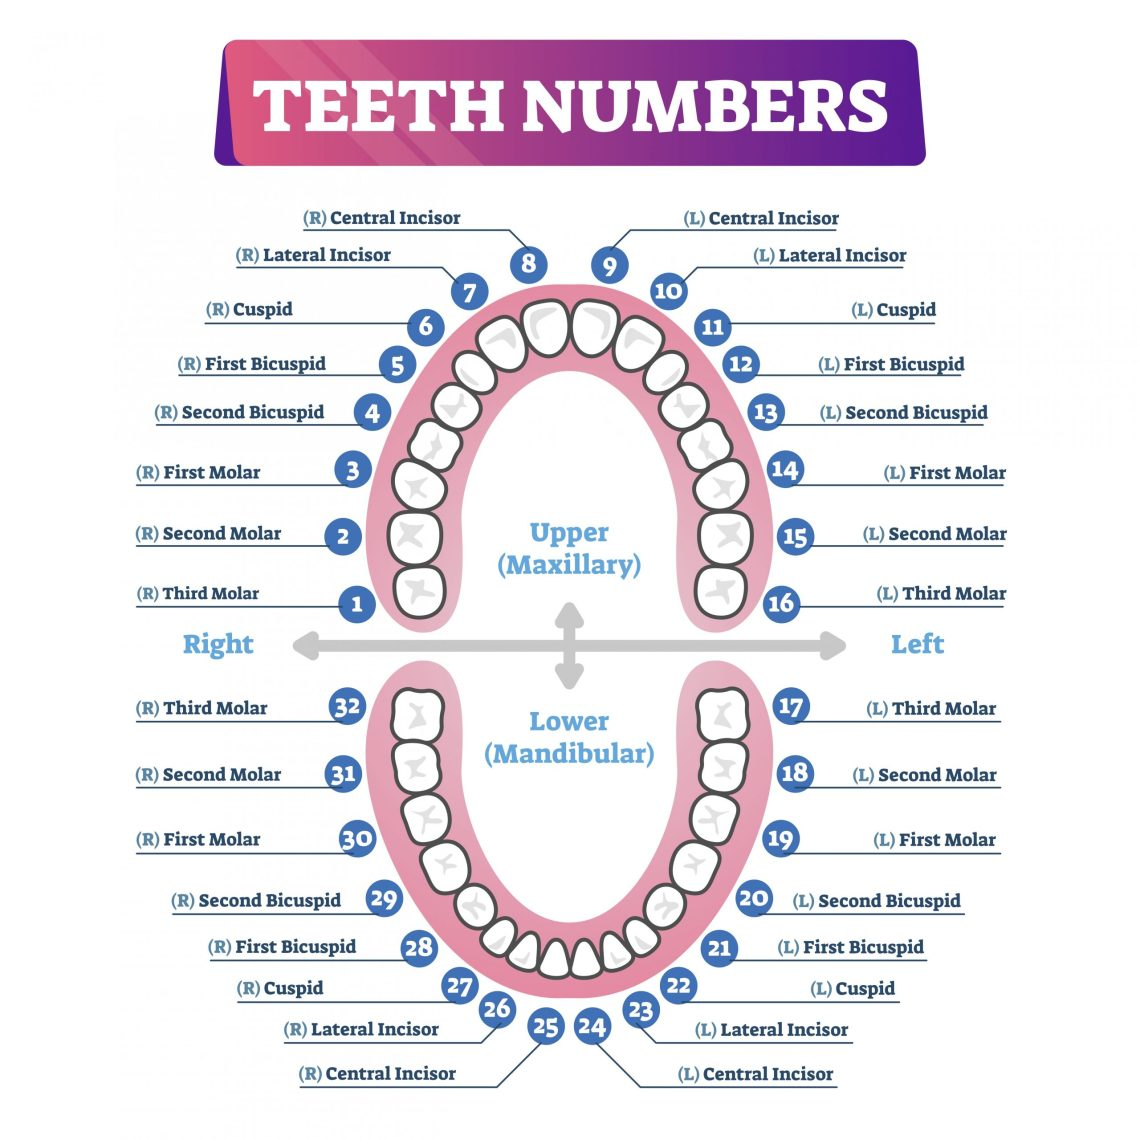 TEETH NUMBERS
(R) Central Incisor
8
9
(L) Central Incisor
(R) Lateral Incisor
7
10
(L) Lateral Incisor
(R) Cuspid
6
11
(L) Cuspid
(R) First Bicuspid
5
12
(L) First Bicuspid
(R) Second Bicuspid
4
13
(L) Second Bicuspid
(R) First Molar
3
14
(L) First Molar
(R) Second Molar
2
Upper
(Maxillary)
15
(L) Second Molar
(R) Third Molar
1
16
(L) Third Molar
Right
Left
(R) Third Molar
32
Lower
(Mandibular)
17
(L) Third Molar
(R) Second Molar
31
18
(L) Second Molar
(R) First Molar
30
19
(L) First Molar
(R) Second Bicuspid
29
20
(L) Second Bicuspid
(R) First Bicuspid
28
21
(L) First Bicuspid
(R) Cuspid
27
22
(L) Cuspid
(R) Lateral Incisor
26
23
(L) Lateral Incisor
(R) Central Incisor
25
24
(L) Central Incisor